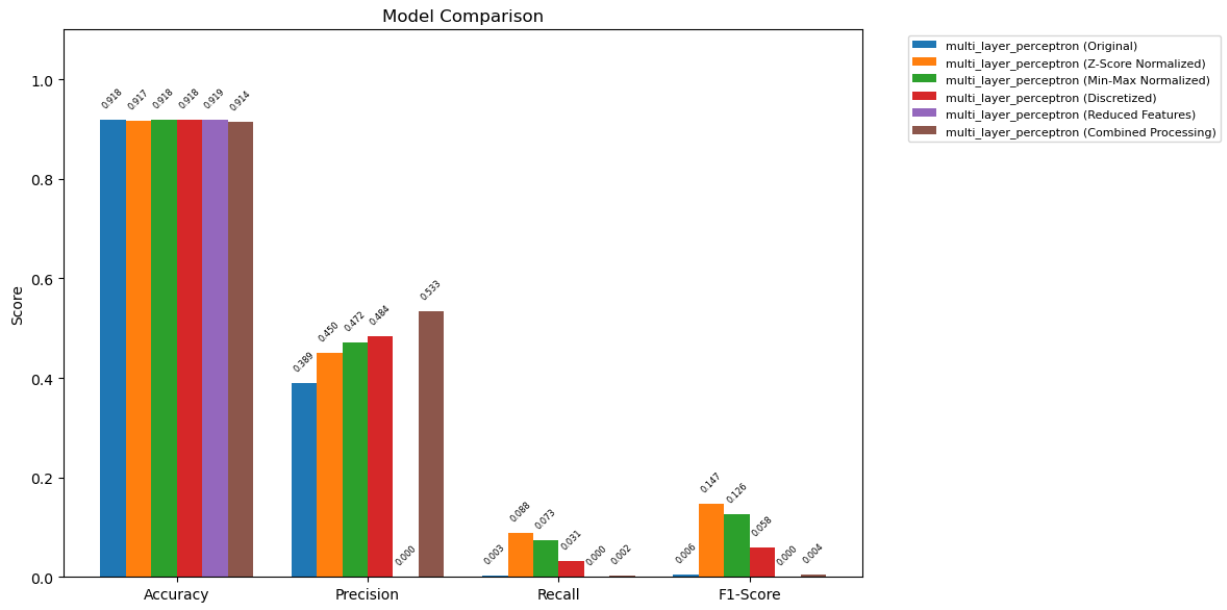 Model Comparison
multi_layer_perceptron (Original)
multi_layer_perceptron (Z-Score Normalized)
multi_layer_perceptron (Min-Max Normalized)
multi_layer_perceptron (Discretized)
multi_layer_perceptron (Reduced Features)
multi_layer_perceptron (Combined Processing)
Score
1.0
0.8
0.6
0.4
0.2
0.0
0.918
0.917
0.918
0.918
0.919
0.914
0.389
0.450
0.472
0.484
0.000
0.533
0.003
0.088
0.073
0.031
0.000
0.002
0.006
0.147
0.126
0.058
0.000
0.004
Accuracy
Precision
Recall
F1-Score